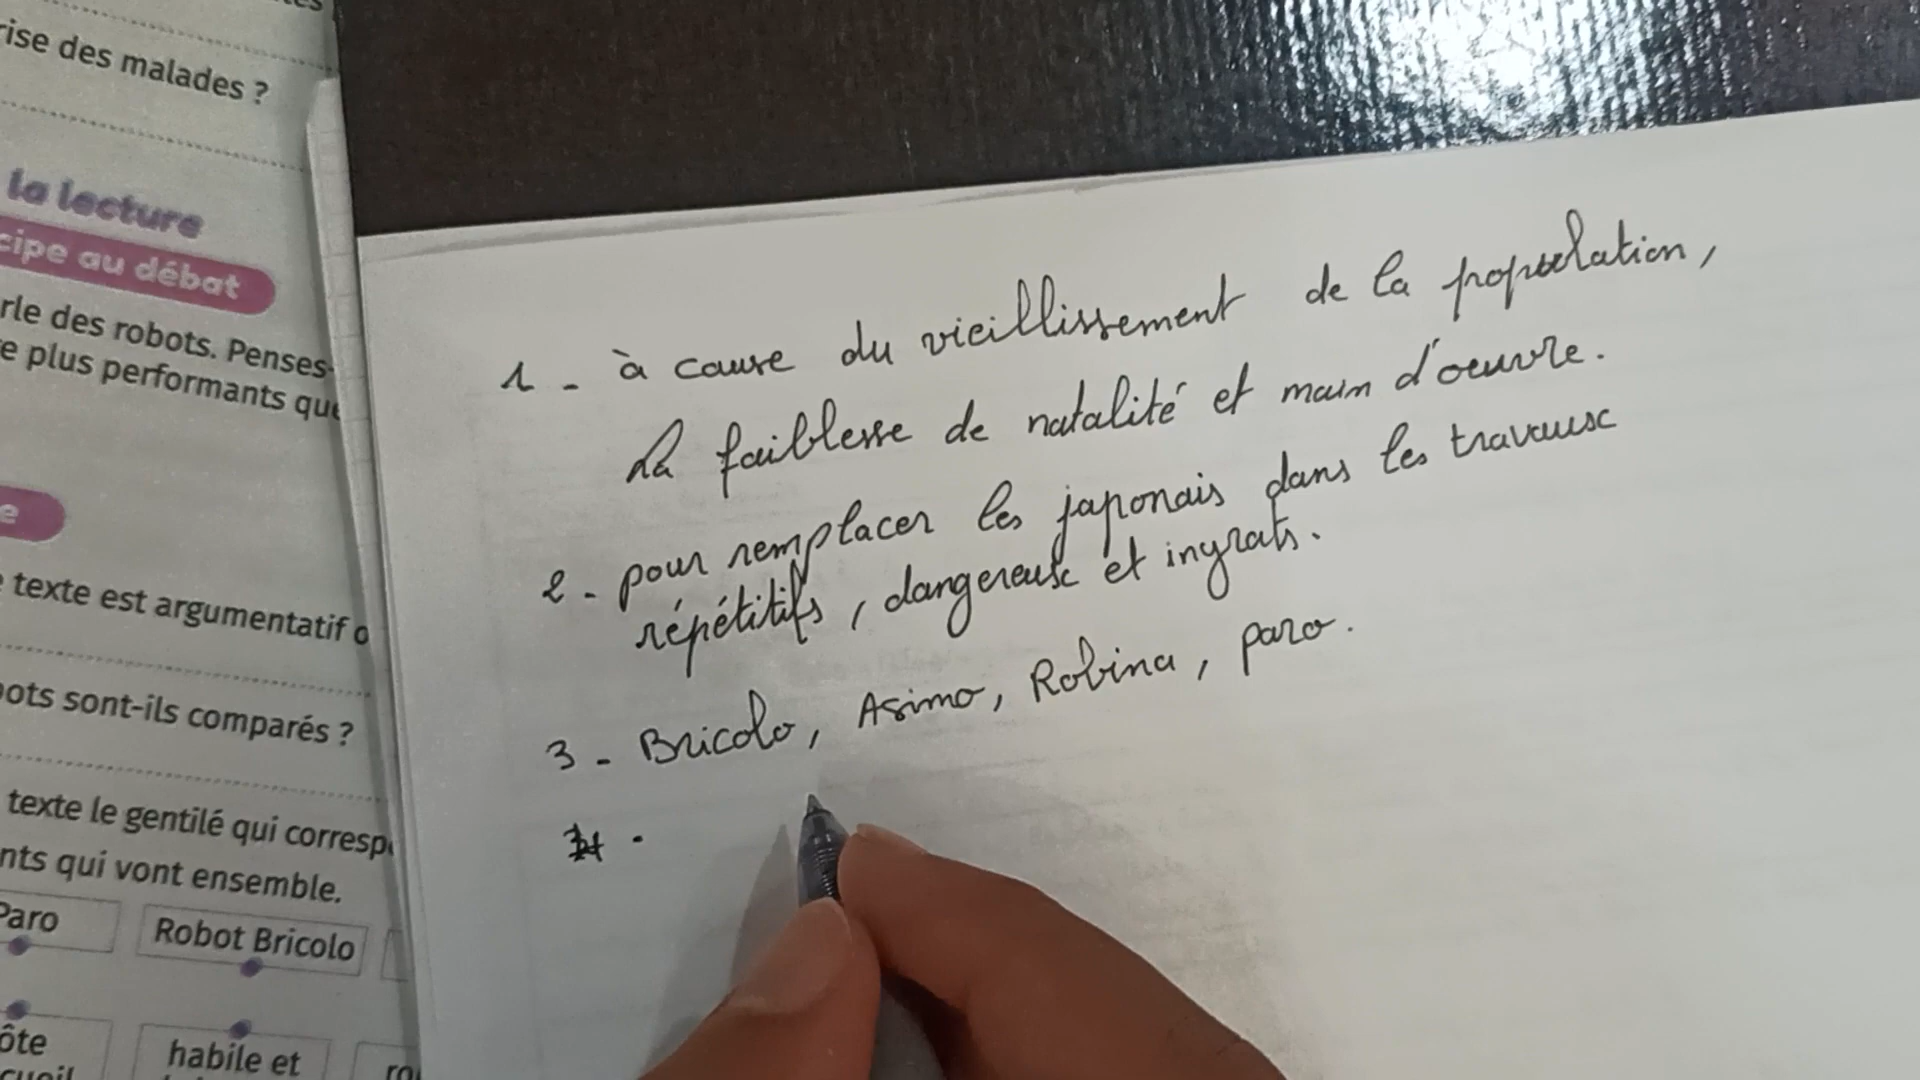 rise des malades ?
la lecture
cipe au débat
rle des robots. Penses-
e plus performants que
e
texte est argumentatif o
ots sont-ils comparés ?
texte le gentilé qui corresp
nts qui vont ensemble.
Paro
Robot Bricolo
ôte
habile et
1 - à cause du vieillissement de la population,
La faiblesse de natalité et main d'oeuvre.
2 - pour remplacer les japonais dans les travaux
répétitifs, dangereux et ingrats.
3 - Bricolo, Asimo, Robina, paro.